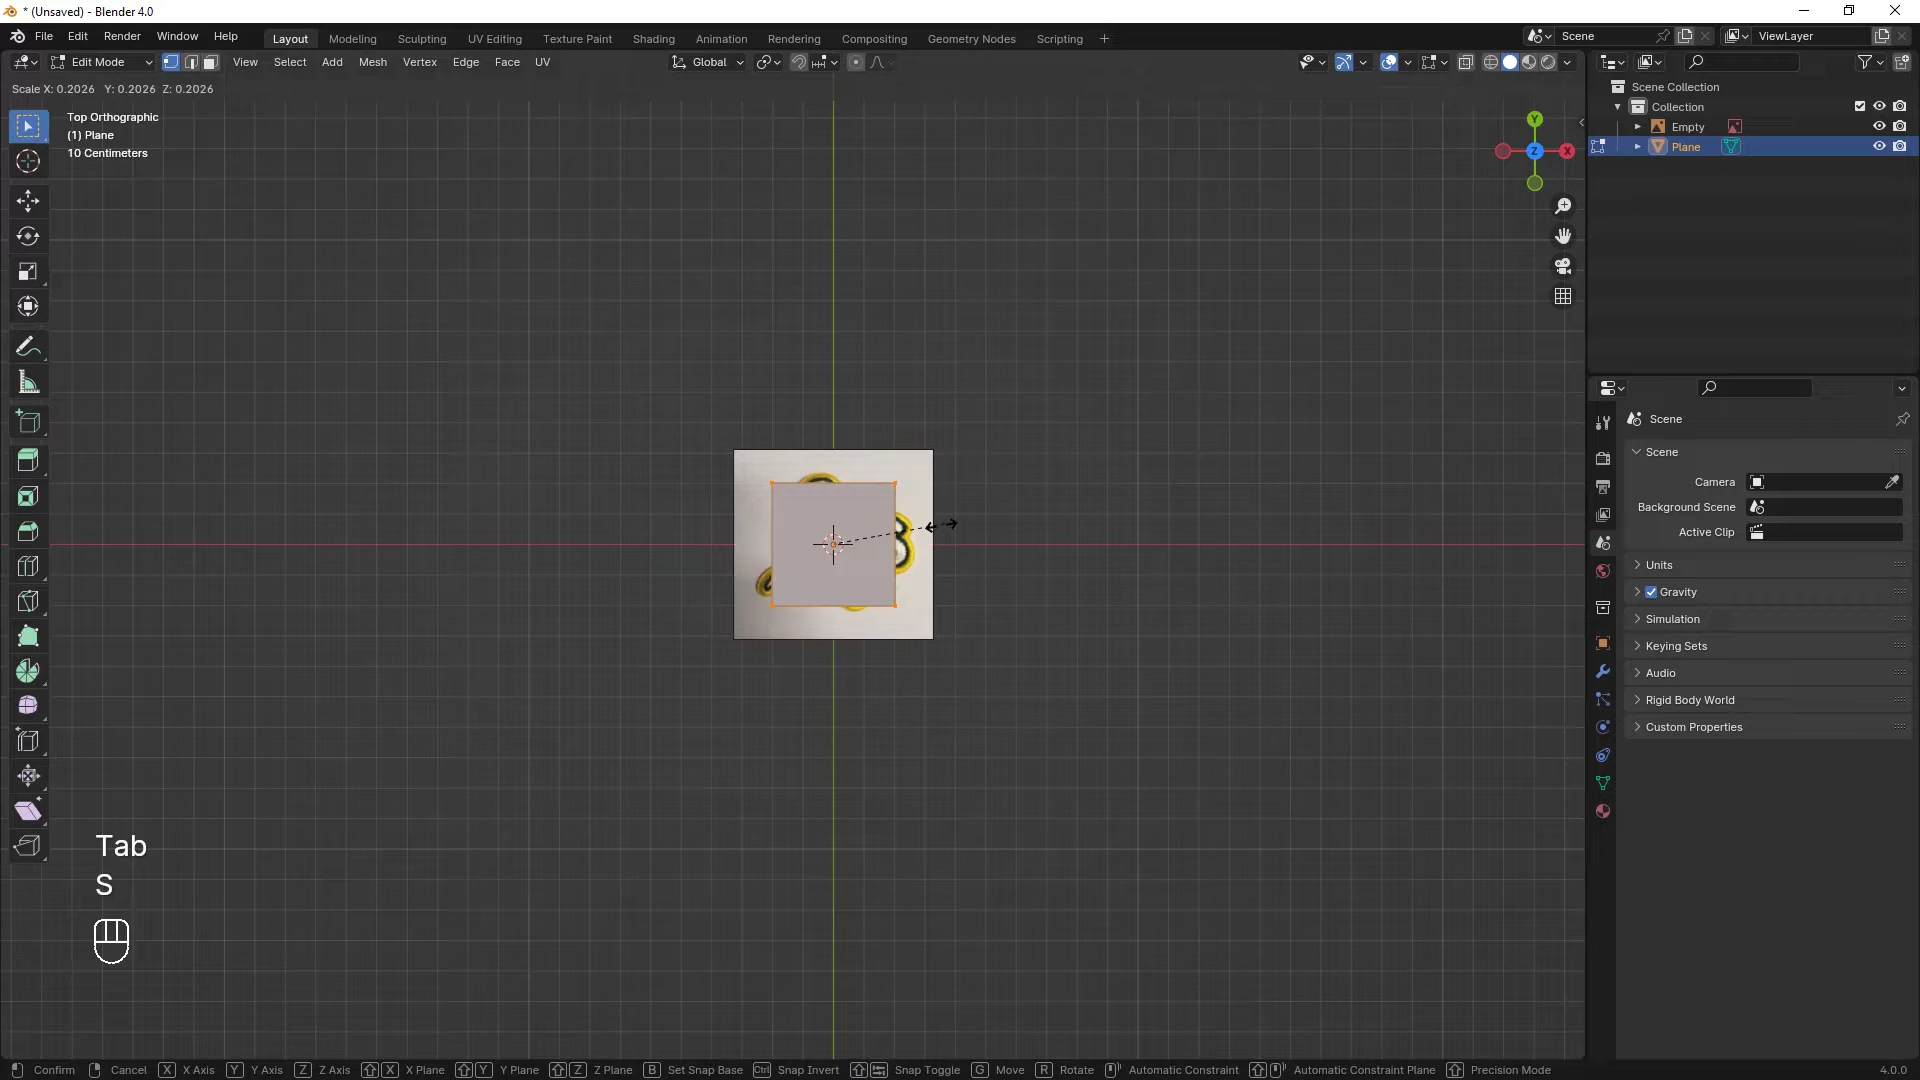 * (Unsaved) - Blender 4.0
File Edit Render Window Help Layout Modeling Sculpting UV Editing Texture Paint Shading Animation Rendering Compositing Geometry Nodes Scripting + Scene ViewLayer
Edit Mode View Select Add Mesh Vertex Edge Face UV Global
Scale X: 0.2026 Y: 0.2026 Z: 0.2026
Top Orthographic
(1) Plane
10 Centimeters
Y
Z
X
Scene Collection
Collection
Empty
Plane
Scene
Scene
Camera
Background Scene
Active Clip
Units
Gravity
Simulation
Keying Sets
Audio
Rigid Body World
Custom Properties
Tab
S
Confirm Cancel X X Axis Y Y Axis Z Z Axis X X Plane Y Y Plane Z Z Plane B Set Snap Base Ctrl Snap Invert Snap Toggle G Move R Rotate Automatic Constraint Automatic Constraint Plane Precision Mode 4.0.0